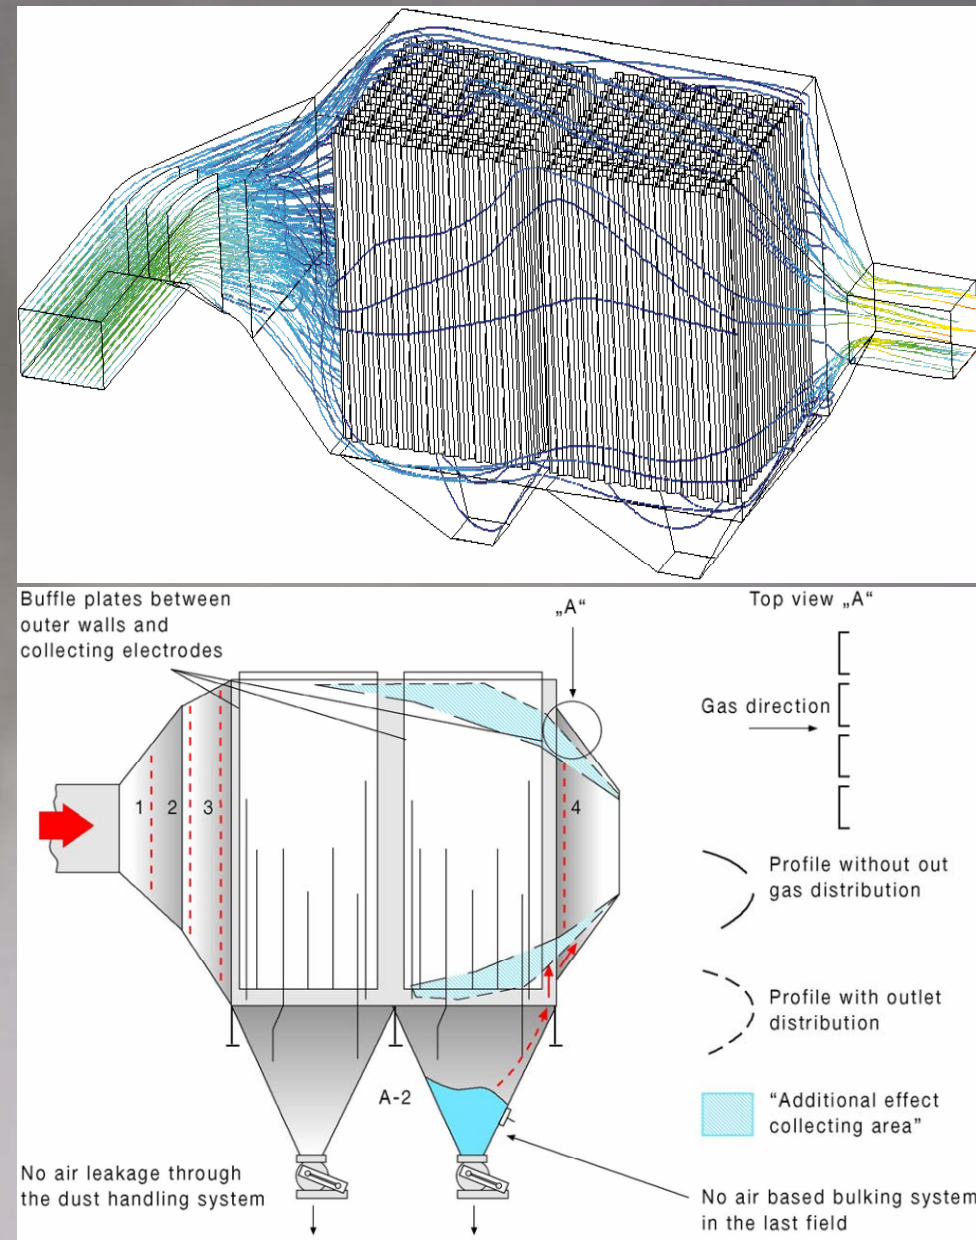 Buffle plates between
outer walls and
collecting electrodes
„A“
Top view „A“
Gas direction
1
2
3
4
Profile without out
gas distribution
Profile with outlet
distribution
A-2
“Additional effect
collecting area”
No air leakage through
the dust handling system
No air based bulking system
in the last field